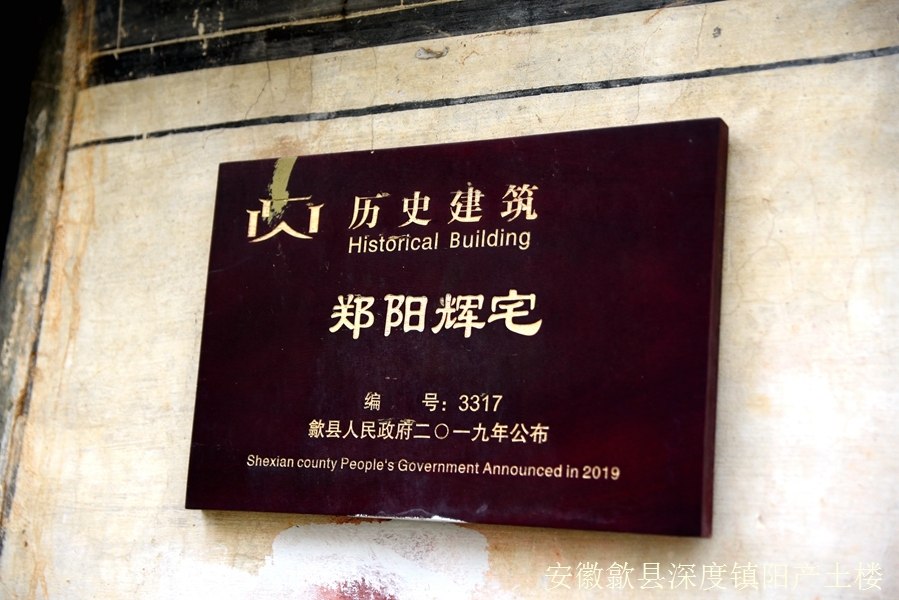 历史建筑
Historical Building
郑阳辉宅
编 号：3317
歙县人民政府二〇一九年公布
Shexian county People's Government Announced in 2019
安徽歙县深度镇阳产土楼